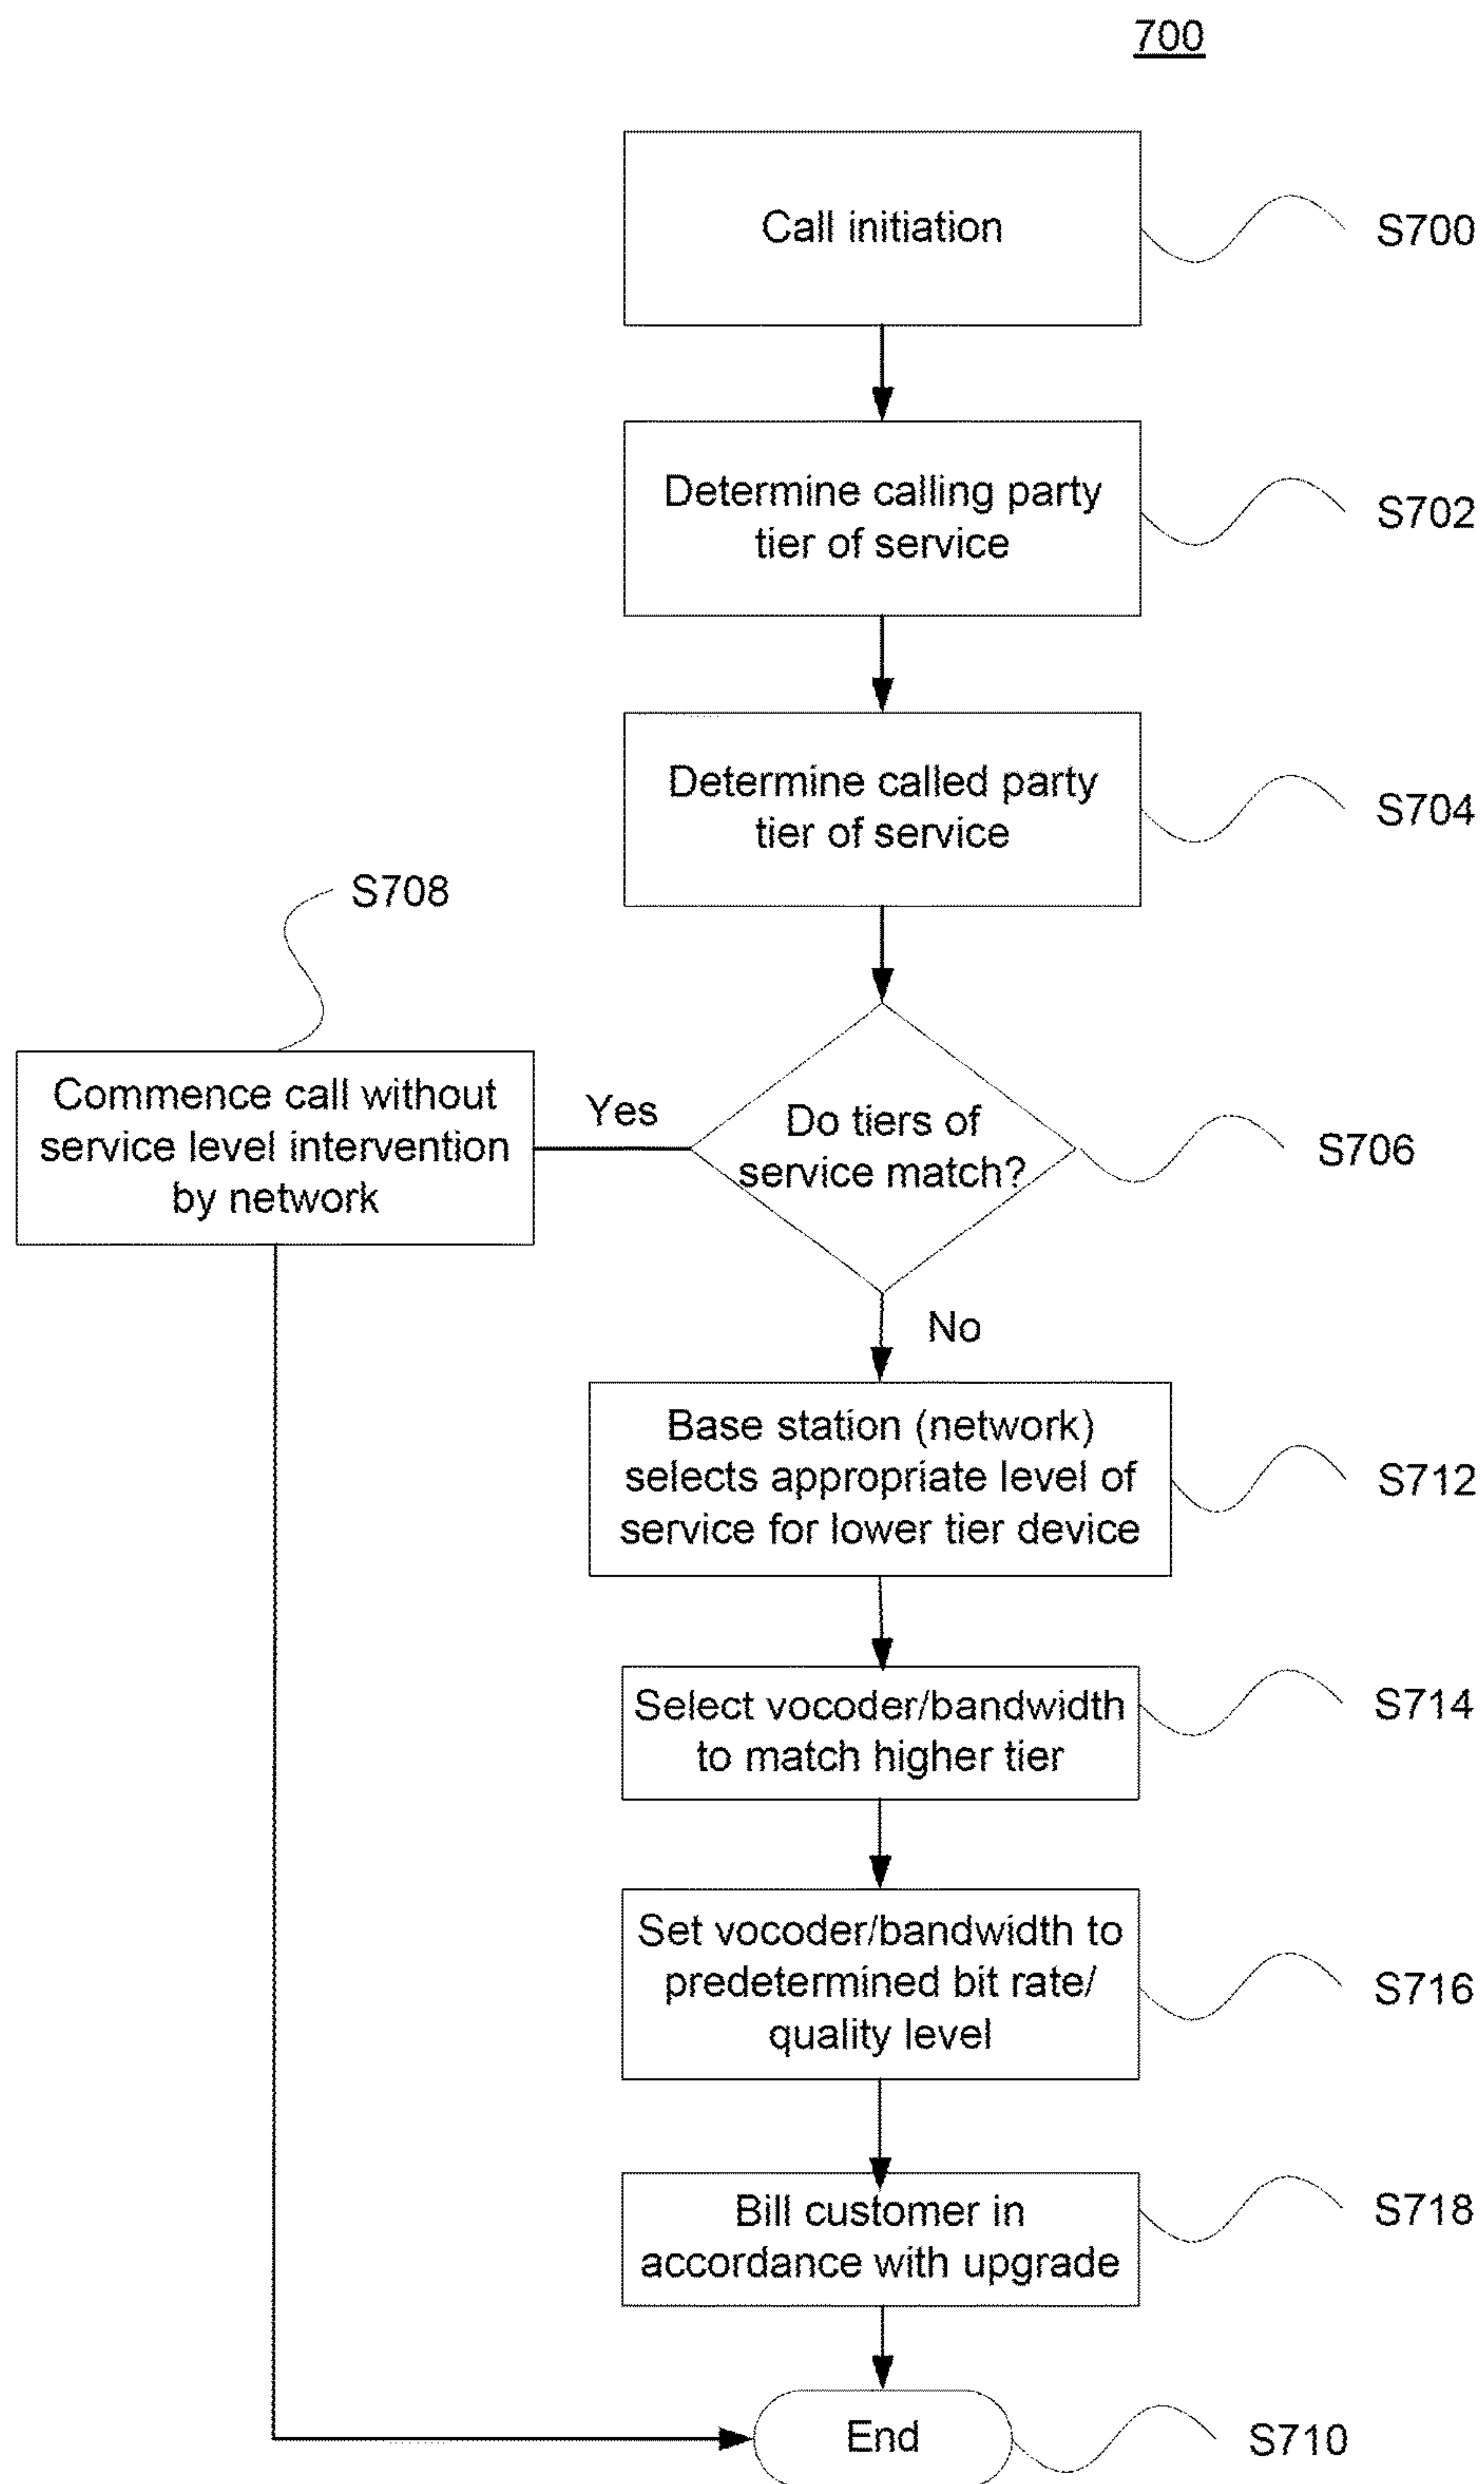 700
Call initiation
S700
Determine calling party
tier of service
S702
Determine called party
tier of service
S704
S708
Commence call without
service level intervention
by network
Yes
Do tiers of
service match?
S706
No
Base station (network)
selects appropriate level of
service for lower tier device
S712
Select vocoder/bandwidth
to match higher tier
S714
Set vocoder/bandwidth to
predetermined bit rate/
quality level
S716
Bill customer in
accordance with upgrade
S718
End
S710